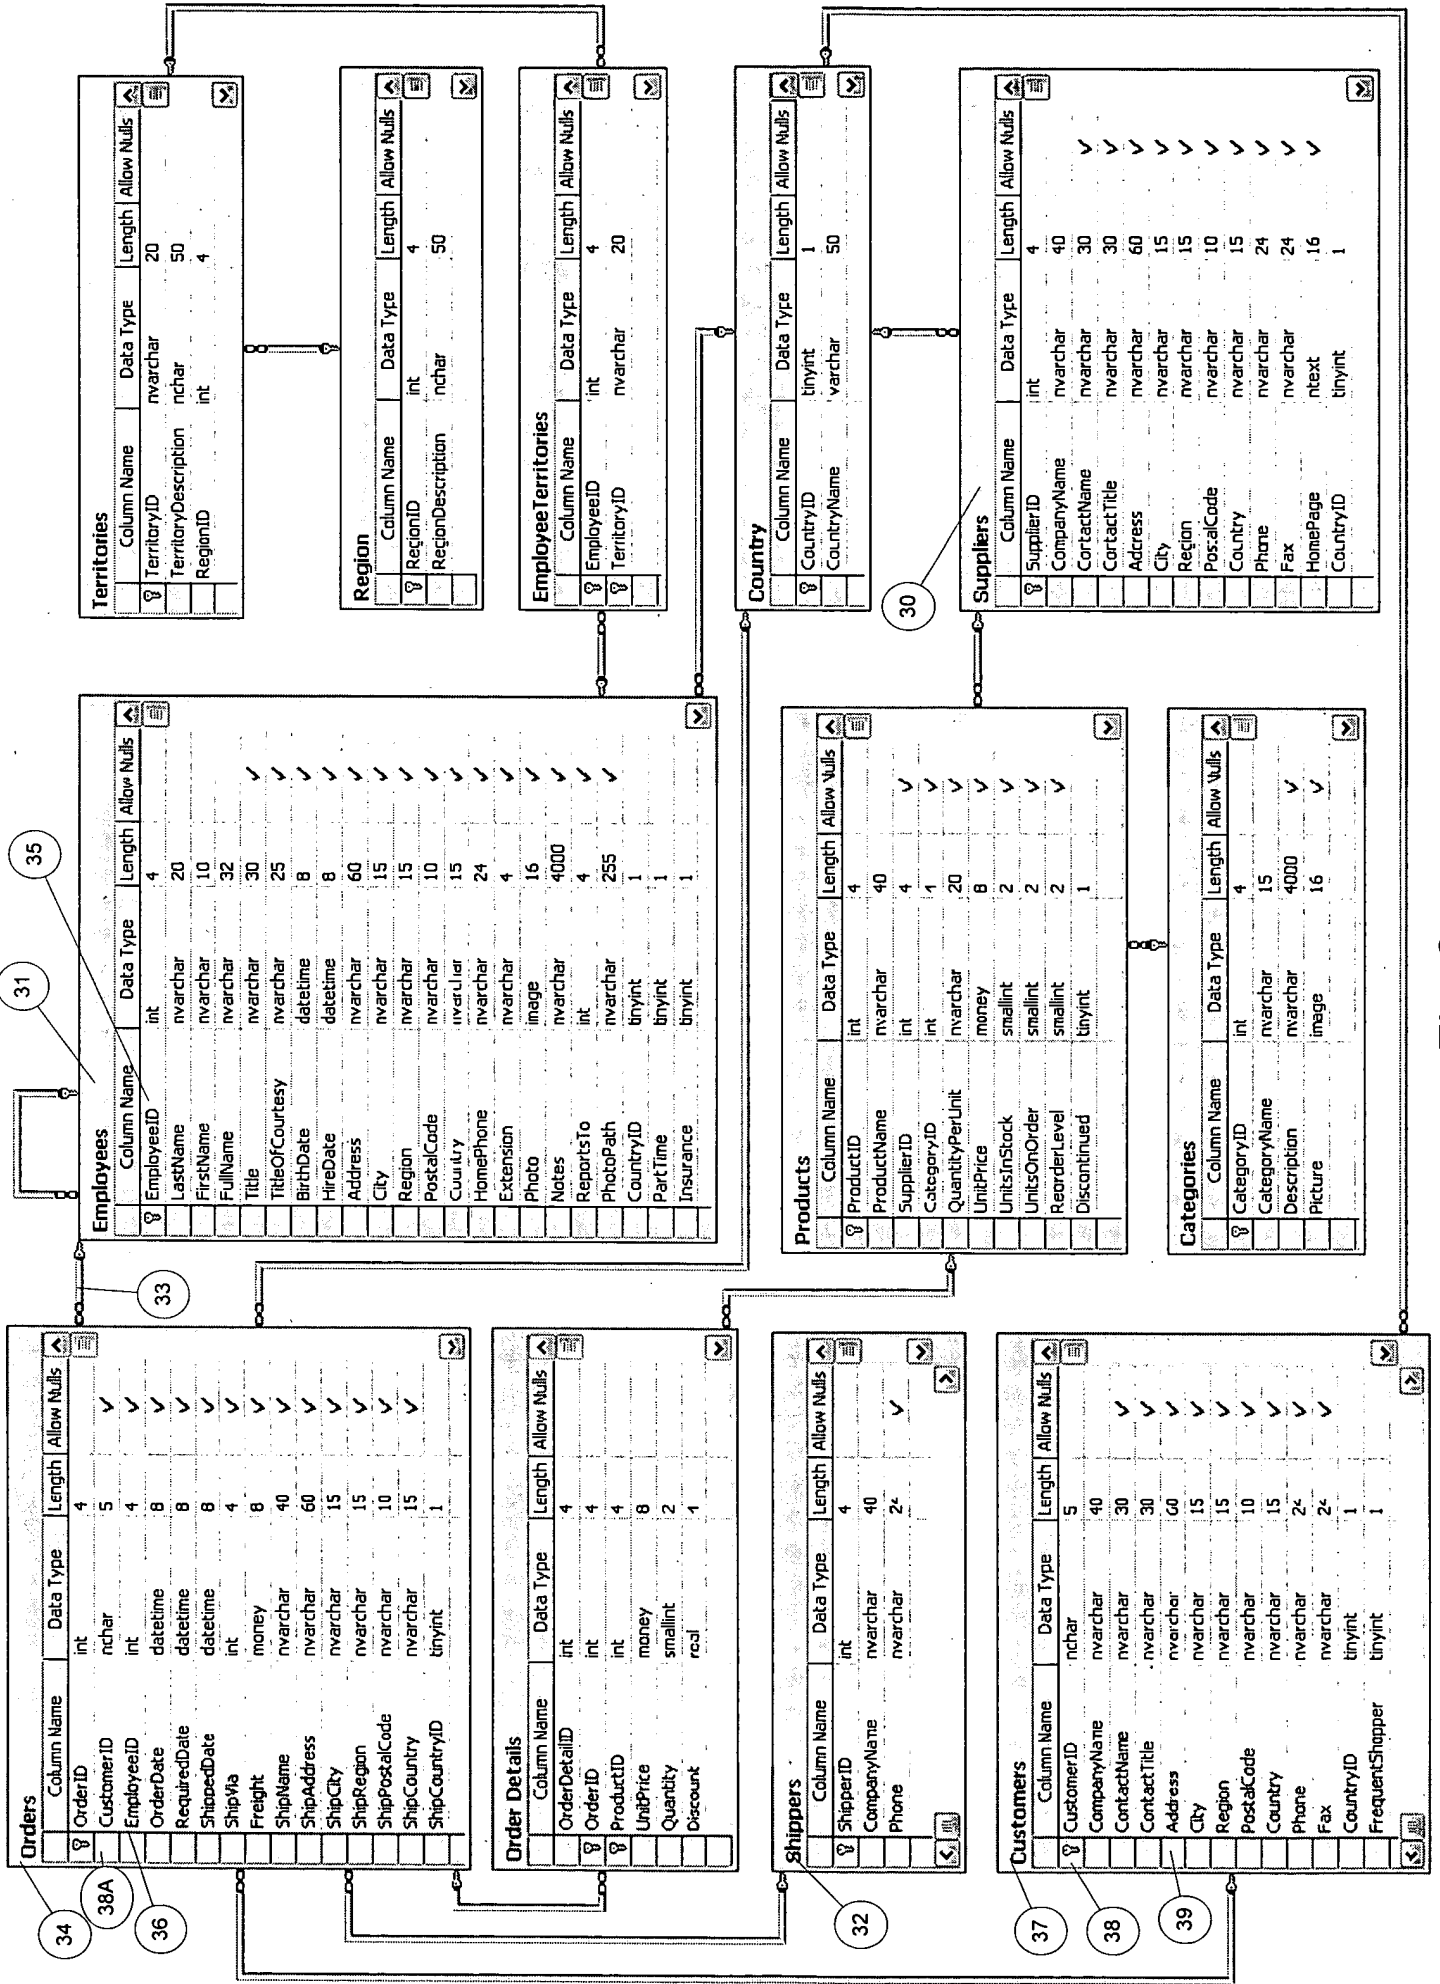 34
38A
36
Orders
Column Name Data Type Length Allow Nulls
OrderID int 4
CustomerID nchar 5
EmployeeID int 4
OrderDate datetime 8
RequiredDate datetime 8
ShippedDate datetime 8
ShipVia int 4
Freight money 8
ShipName nvarchar 40
ShipAddress nvarchar 60
ShipCity nvarchar 15
ShipRegion nvarchar 15
ShipPostalCode nvarchar 10
ShipCountry nvarchar 15
ShipCountryID tinyint 1
Order Details
Column Name Data Type Length Allow Nulls
OrderDetailID int 4
OrderID int 4
ProductID int 4
UnitPrice money 8
Quantity smallint 2
Discount real 4
32
Shippers
Column Name Data Type Length Allow Nulls
ShipperID int 4
CompanyName nvarchar 40
Phone nvarchar 24
37
38
39
Customers
Column Name Data Type Length Allow Nulls
CustomerID nchar 5
CompanyName nvarchar 40
ContactName nvarchar 30
ContactTitle nvarchar 30
Address nvarchar 60
City nvarchar 15
Region nvarchar 15
PostalCode nvarchar 10
Country nvarchar 15
Phone nvarchar 24
Fax nvarchar 24
CountryID tinyint 1
FrequentShopper tinyint 1
33
31
35
Employees
Column Name Data Type Length Allow Nulls
EmployeeID int 4
LastName nvarchar 20
FirstName nvarchar 10
FullName nvarchar 32
Title nvarchar 30
TitleOfCourtesy nvarchar 25
BirthDate datetime 8
HireDate datetime 8
Address nvarchar 60
City nvarchar 15
Region nvarchar 15
PostalCode nvarchar 10
Country nvarchar 15
HomePhone nvarchar 24
Extension nvarchar 4
Photo image 16
Notes nvarchar 4000
ReportsTo int 4
PhotoPath nvarchar 255
CountryID tinyint 1
PartTime tinyint 1
Insurance tinyint 1
Products
Column Name Data Type Length Allow Nulls
ProductID int 4
ProductName nvarchar 40
SupplierID int 4
CategoryID int 4
QuantityPerUnit nvarchar 20
UnitPrice money 8
UnitsInStock smallint 2
UnitsOnOrder smallint 2
ReorderLevel smallint 2
Discontinued tinyint 1
Categories
Column Name Data Type Length Allow Nulls
CategoryID int 4
CategoryName nvarchar 15
Description nvarchar 4000
Picture image 16
Territories
Column Name Data Type Length Allow Nulls
TerritoryID nvarchar 20
TerritoryDescription nchar 50
RegionID int 4
Region
Column Name Data Type Length Allow Nulls
RegionID int 4
RegionDescription nchar 50
EmployeeTerritories
Column Name Data Type Length Allow Nulls
EmployeeID int 4
TerritoryID nvarchar 20
Country
Column Name Data Type Length Allow Nulls
CountryID tinyint 1
CountryName varchar 50
30
Suppliers
Column Name Data Type Length Allow Nulls
SupplierID int 4
CompanyName nvarchar 40
ContactName nvarchar 30
ContactTitle nvarchar 30
Address nvarchar 60
City nvarchar 15
Region nvarchar 15
PostalCode nvarchar 10
Country nvarchar 15
Phone nvarchar 24
Fax nvarchar 24
HomePage ntext 16
CountryID tinyint 1